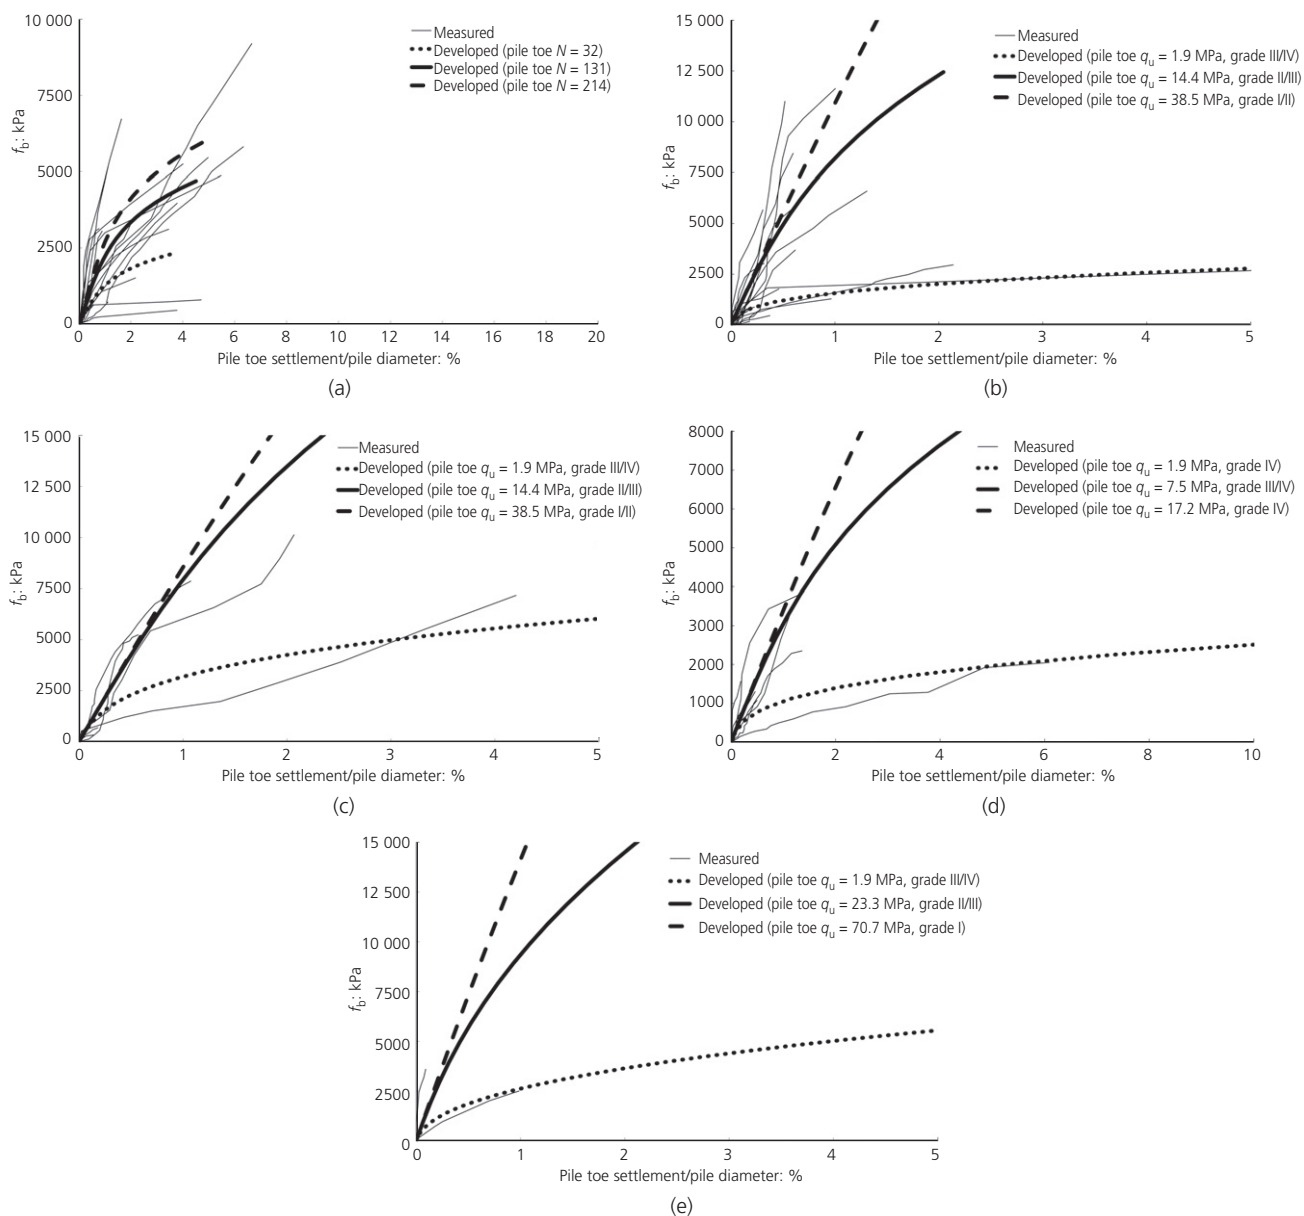 10 000
7500
5000
2500
0
f_b: kPa
Measured
Developed (pile toe N = 32)
Developed (pile toe N = 131)
Developed (pile toe N = 214)
0 2 4 6 8 10 12 14 16 18 20
Pile toe settlement/pile diameter: %
(a)
15 000
12 500
10 000
7500
5000
2500
0
f_b: kPa
Measured
Developed (pile toe q_u = 1.9 MPa, grade III/IV)
Developed (pile toe q_u = 14.4 MPa, grade II/III)
Developed (pile toe q_u = 38.5 MPa, grade I/II)
0 1 2 3 4 5
Pile toe settlement/pile diameter: %
(b)
15 000
12 500
10 000
7500
5000
2500
0
f_b: kPa
Measured
Developed (pile toe q_u = 1.9 MPa, grade III/IV)
Developed (pile toe q_u = 14.4 MPa, grade II/III)
Developed (pile toe q_u = 38.5 MPa, grade I/II)
0 1 2 3 4 5
Pile toe settlement/pile diameter: %
(c)
8000
7000
6000
5000
4000
3000
2000
1000
0
f_b: kPa
Measured
Developed (pile toe q_u = 1.9 MPa, grade IV)
Developed (pile toe q_u = 7.5 MPa, grade III/IV)
Developed (pile toe q_u = 17.2 MPa, grade IV)
0 2 4 6 8 10
Pile toe settlement/pile diameter: %
(d)
15 000
12 500
10 000
7500
5000
2500
0
f_b: kPa
Measured
Developed (pile toe q_u = 1.9 MPa, grade III/IV)
Developed (pile toe q_u = 23.3 MPa, grade II/III)
Developed (pile toe q_u = 70.7 MPa, grade I)
0 1 2 3 4 5
Pile toe settlement/pile diameter: %
(e)